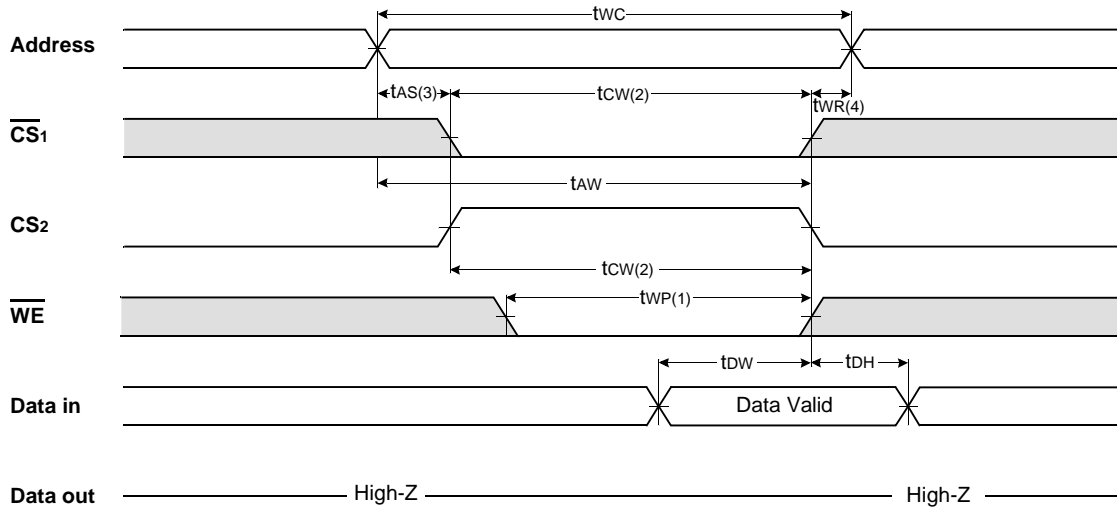 tWC
Address
tAS(3) tCW(2) tWR(4)
CS1
tAW
CS2
tCW(2)
tWP(1)
WE
tDW tDH
Data in Data Valid
Data out High-Z High-Z